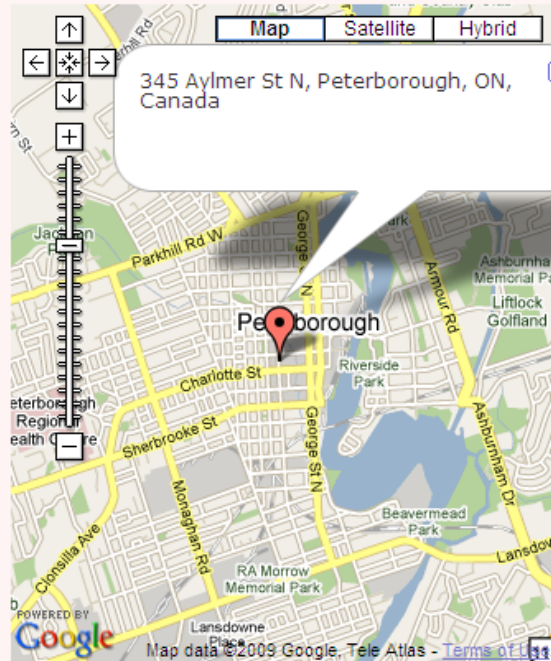 Map Satellite Hybrid
345 Aylmer St N, Peterborough, ON,
Canada
Parkhill Rd W
George St N
Park
Armour Rd
Memorial
Liftlock
Golfland
Peterborough
Riverside
Park
Charlotte St
Sherbrooke St
George St N
Ashburnham Dr
Monaghan Rd
Clonsilla Ave
Beavermead
Park
RA Morrow
Memorial Park
Lansdowne
Place
POWERED BY
Google
Map data ©2009 Google, Tele Atlas - Terms of